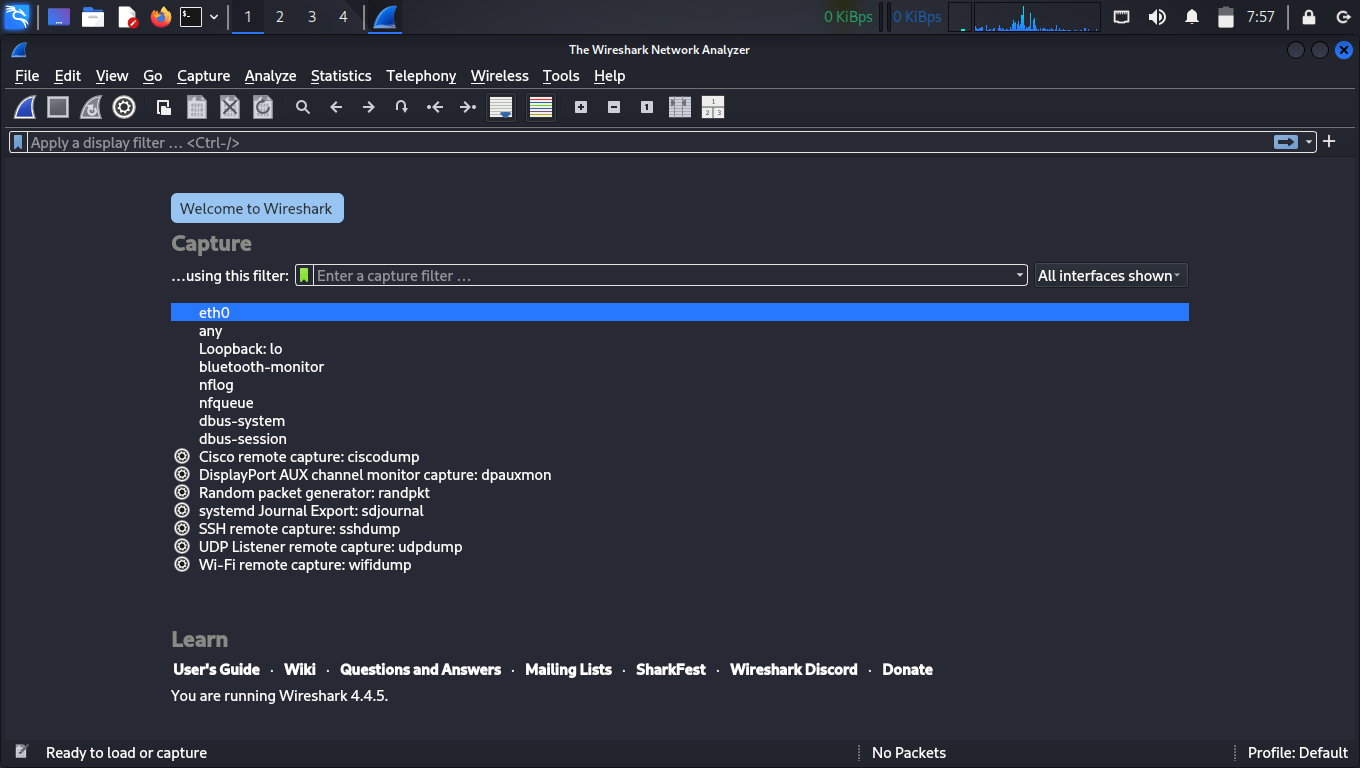 1 2 3 4 0 KiBps 0 KiBps 7:57
The Wireshark Network Analyzer
File Edit View Go Capture Analyze Statistics Telephony Wireless Tools Help
Apply a display filter … <Ctrl-/>
Welcome to Wireshark
Capture
…using this filter: Enter a capture filter … All interfaces shown
eth0
any
Loopback: lo
bluetooth-monitor
nflog
nfqueue
dbus-system
dbus-session
Cisco remote capture: ciscodump
DisplayPort AUX channel monitor capture: dpauxmon
Random packet generator: randpkt
systemd Journal Export: sdjournal
SSH remote capture: sshdump
UDP Listener remote capture: udpdump
Wi-Fi remote capture: wifidump
Learn
User's Guide · Wiki · Questions and Answers · Mailing Lists · SharkFest · Wireshark Discord · Donate
You are running Wireshark 4.4.5.
Ready to load or capture No Packets Profile: Default